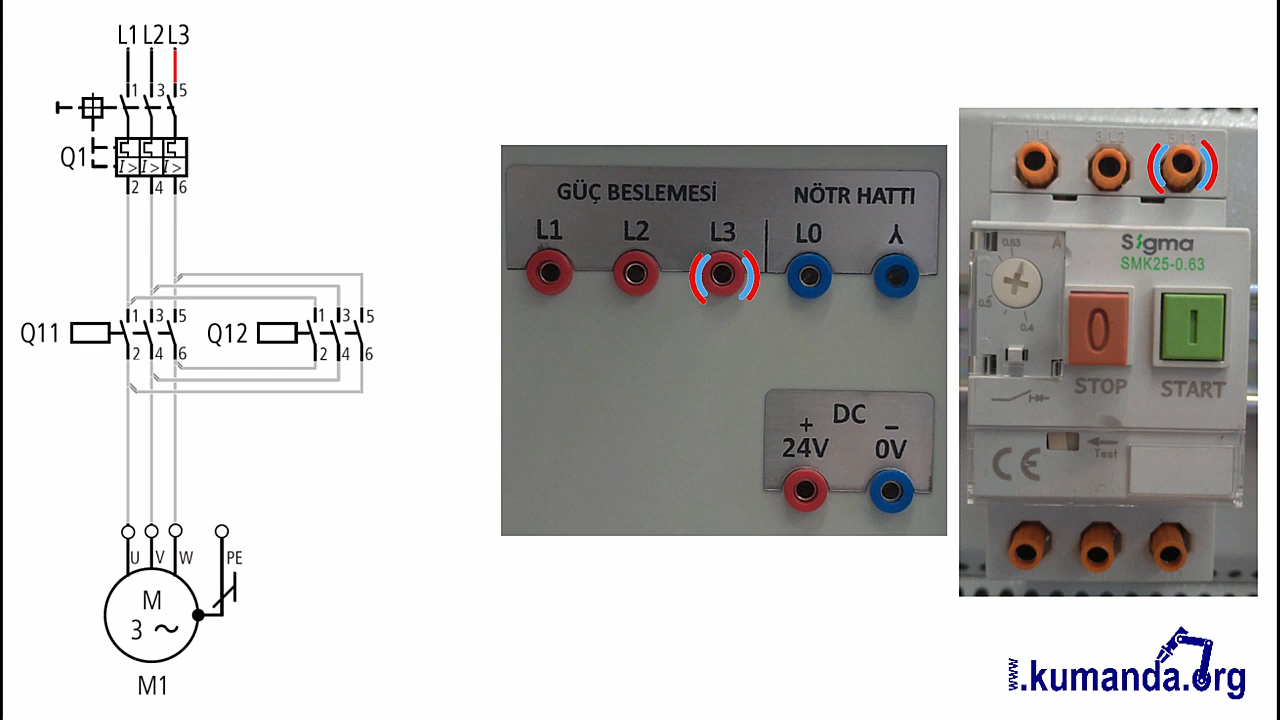 L1 L2 L3
1 3 5
Q1
I> I> I>
2 4 6
1 3 5 1 3 5
Q11 Q12
2 4 6 2 4 6
U V W PE
M
3 ~
M1
GÜÇ BESLEMESİ NÖTR HATTI
L1 L2 L3 L0 ⅄
DC
+ −
24V 0V
1 L1 3 L2 5 L3
Sigma
SMK25-0.63
0.63 A
0.5
0.4
0 I
STOP START
CE
Test
www.kumanda.org